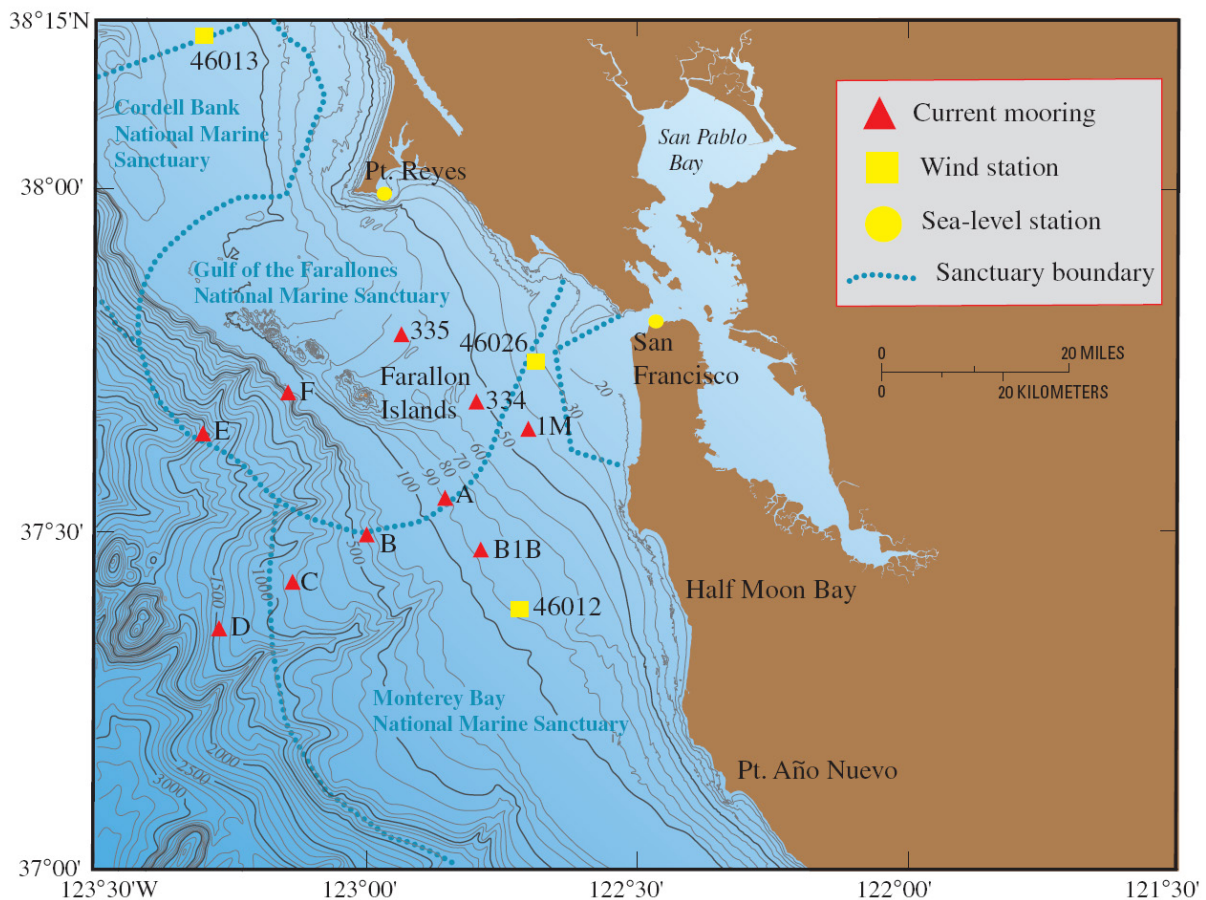 38°15'N
46013
Cordell Bank
National Marine
Sanctuary
Pt. Reyes
San Pablo
Bay
Current mooring
Wind station
Sea-level station
Sanctuary boundary
38°00'
Gulf of the Farallones
National Marine Sanctuary
335
46026
Farallon
Islands
San
Francisco
0 20 MILES
0 20 KILOMETERS
F
334
1M
E
20
30
50
60
70
80
90
100
A
37°30'
B
B1B
500
C
1000
1500
D
46012
Half Moon Bay
Monterey Bay
National Marine Sanctuary
2000
2500
3000
Pt. Año Nuevo
37°00'
123°30'W
123°00'
122°30'
122°00'
121°30'